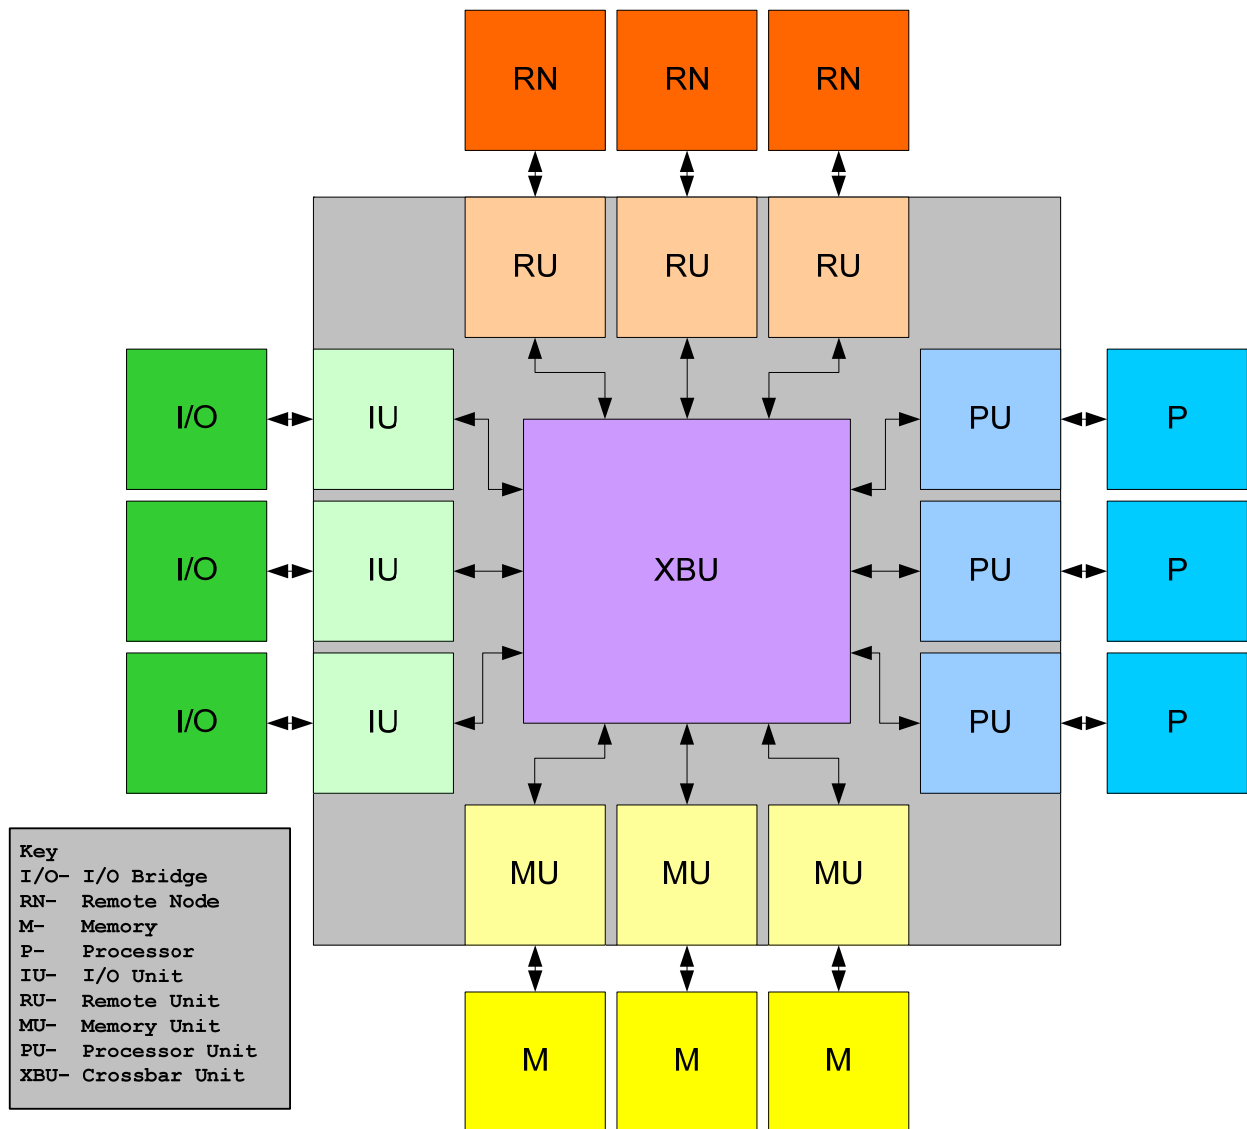 RN RN RN
RU RU RU
I/O IU PU P
I/O IU XBU PU P
I/O IU PU P
MU MU MU
M M M
Key
I/O- I/O Bridge
RN- Remote Node
M- Memory
P- Processor
IU- I/O Unit
RU- Remote Unit
MU- Memory Unit
PU- Processor Unit
XBU- Crossbar Unit